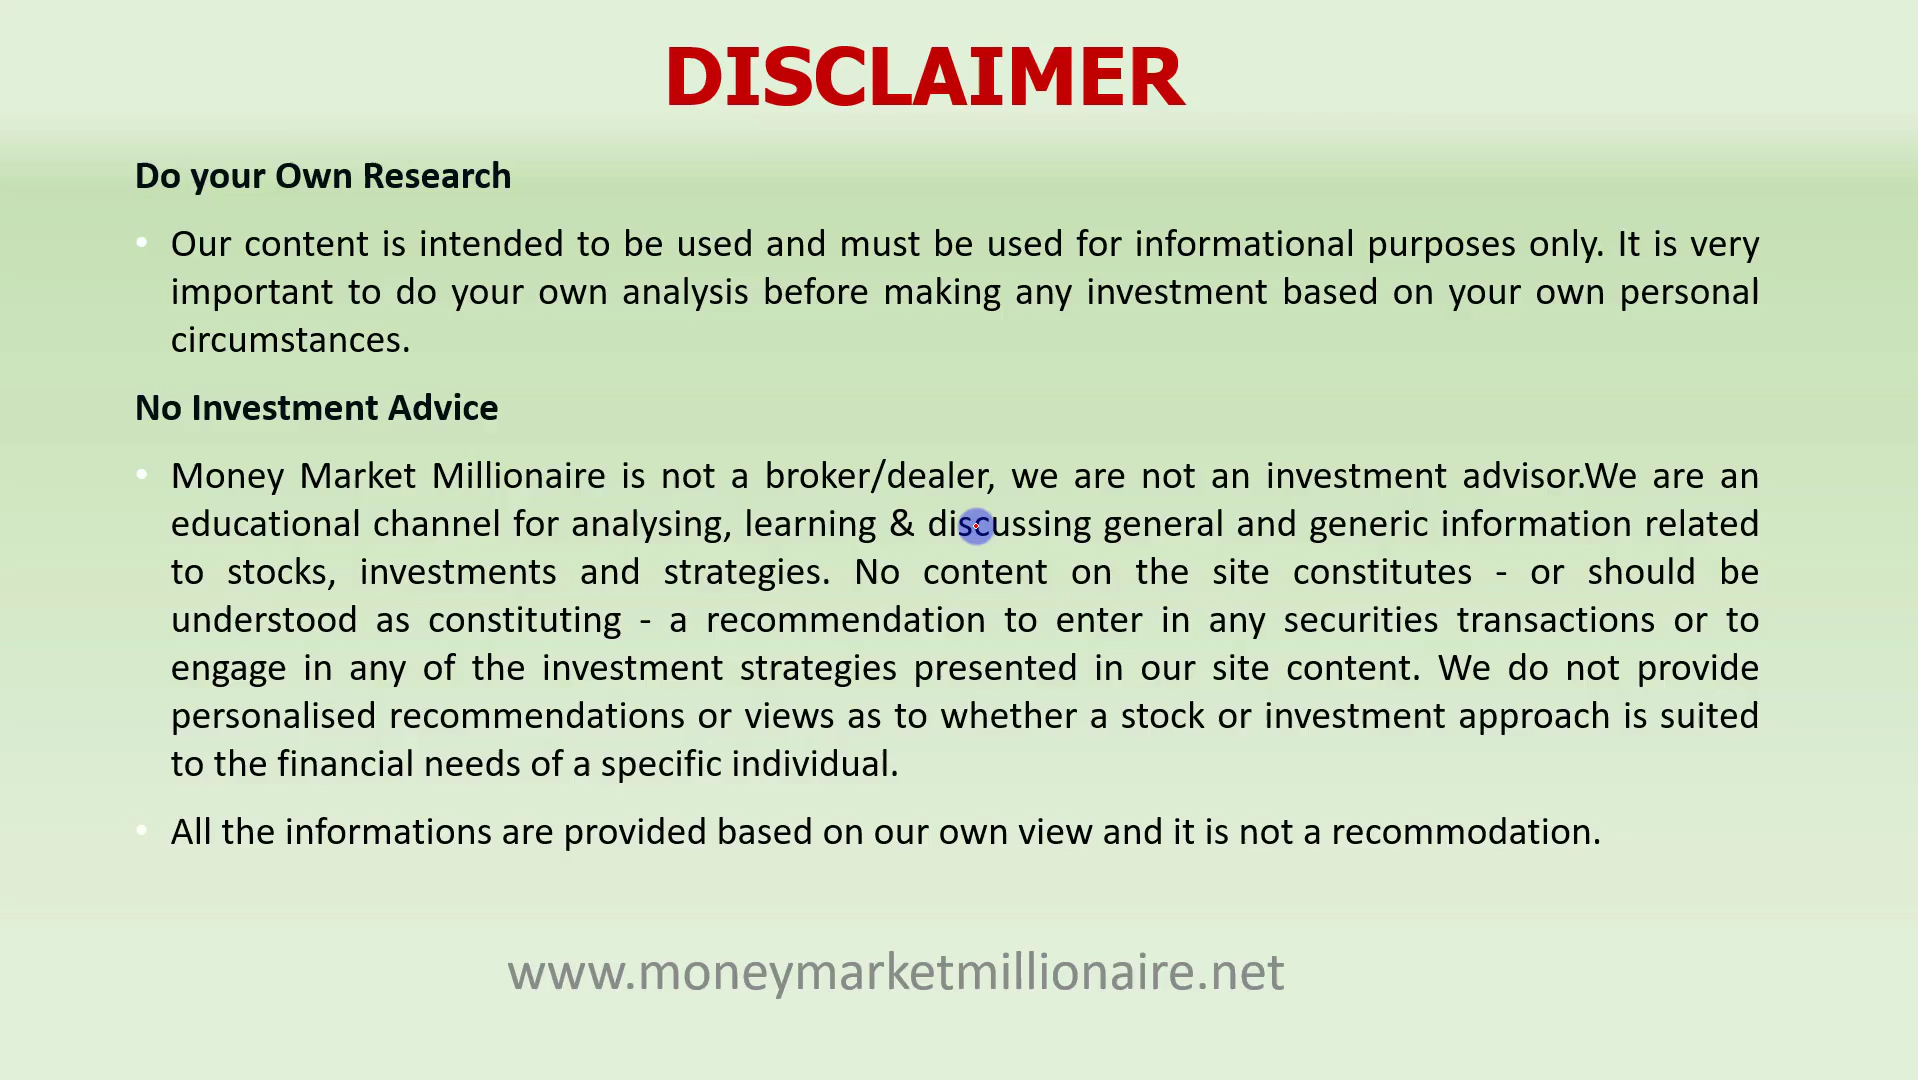 DISCLAIMER
Do your Own Research
• Our content is intended to be used and must be used for informational purposes only. It is very
important to do your own analysis before making any investment based on your own personal
circumstances.
No Investment Advice
• Money Market Millionaire is not a broker/dealer, we are not an investment advisor.We are an
educational channel for analysing, learning & discussing general and generic information related
to stocks, investments and strategies. No content on the site constitutes - or should be
understood as constituting - a recommendation to enter in any securities transactions or to
engage in any of the investment strategies presented in our site content. We do not provide
personalised recommendations or views as to whether a stock or investment approach is suited
to the financial needs of a specific individual.
• All the informations are provided based on our own view and it is not a recommodation.
www.moneymarketmillionaire.net